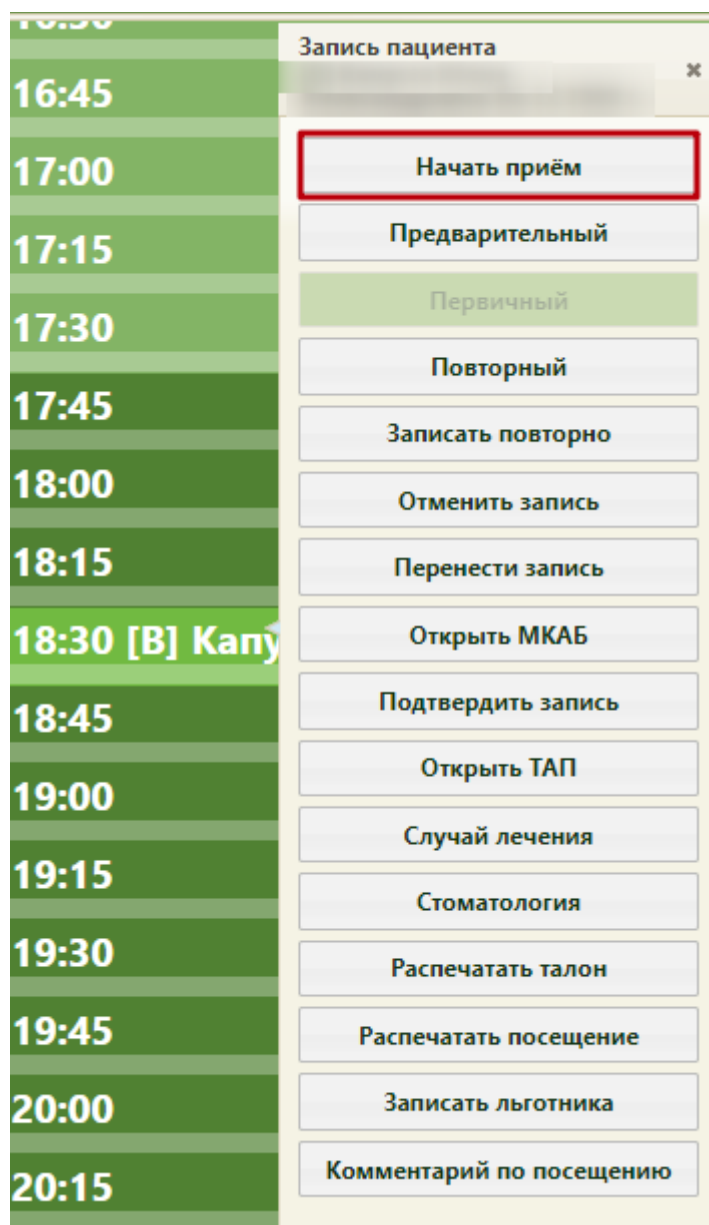 16:45
17:00
17:15
17:30
17:45
18:00
18:15
18:30 [В] Капу
18:45
19:00
19:15
19:30
19:45
20:00
20:15
Запись пациента
Начать приём
Предварительный
Первичный
Повторный
Записать повторно
Отменить запись
Перенести запись
Открыть МКАБ
Подтвердить запись
Открыть ТАП
Случай лечения
Стоматология
Распечатать талон
Распечатать посещение
Записать льготника
Комментарий по посещению